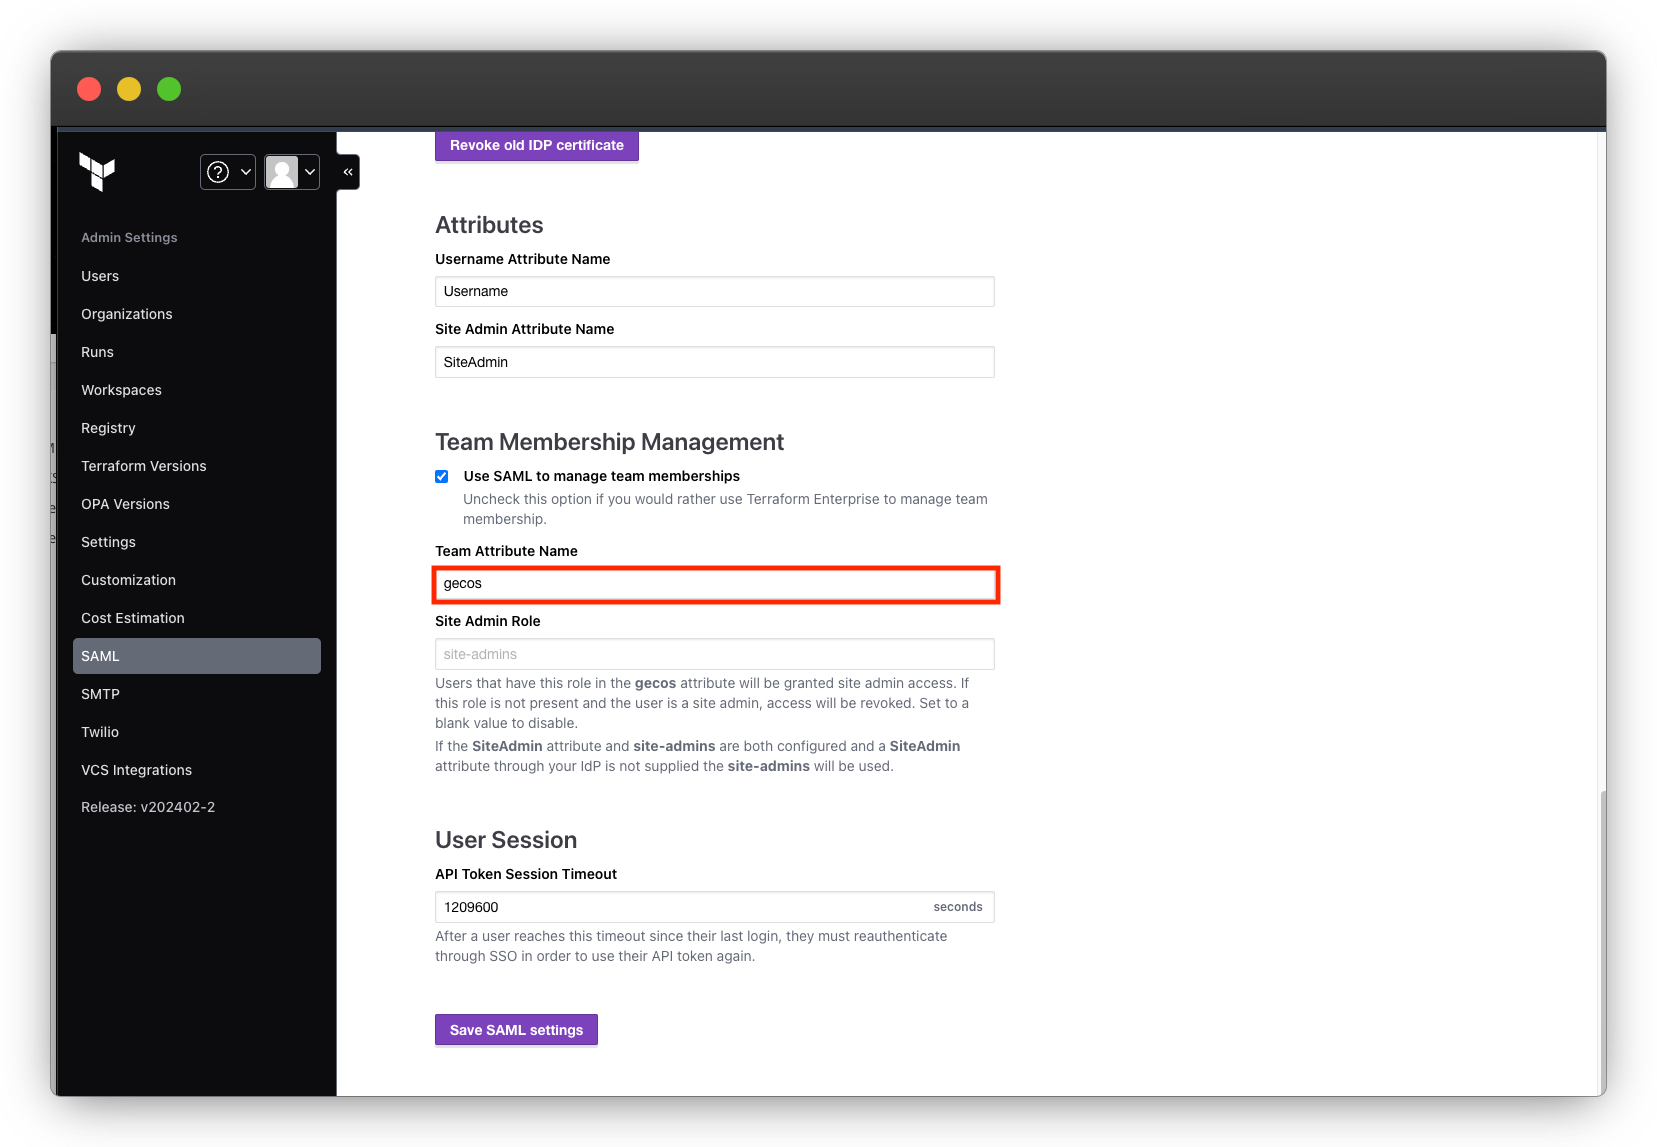 Revoke old IDP certificate
?
«
Admin Settings
Users
Organizations
Runs
Workspaces
Registry
Terraform Versions
OPA Versions
Settings
Customization
Cost Estimation
SAML
SMTP
Twilio
VCS Integrations
Release: v202402-2
Attributes
Username Attribute Name
Username
Site Admin Attribute Name
SiteAdmin
Team Membership Management
Use SAML to manage team memberships
Uncheck this option if you would rather use Terraform Enterprise to manage team
membership.
Team Attribute Name
gecos
Site Admin Role
site-admins
Users that have this role in the gecos attribute will be granted site admin access. If
this role is not present and the user is a site admin, access will be revoked. Set to a
blank value to disable.
If the SiteAdmin attribute and site-admins are both configured and a SiteAdmin
attribute through your IdP is not supplied the site-admins will be used.
User Session
API Token Session Timeout
1209600 seconds
After a user reaches this timeout since their last login, they must reauthenticate
through SSO in order to use their API token again.
Save SAML settings